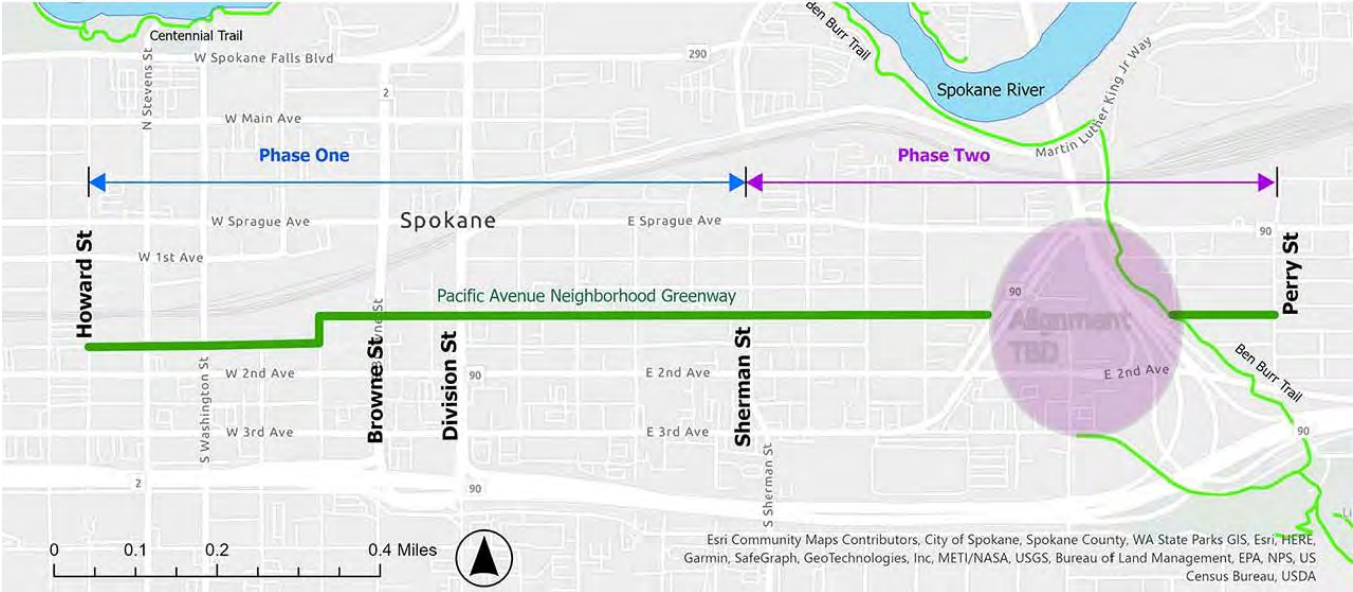 Centennial Trail
W Spokane Falls Blvd
290
den Burr Trail
Spokane River
Martin Luther King Jr Way
N Stevens St
2
W Main Ave
Phase One
Phase Two
W Sprague Ave
Spokane
E Sprague Ave
90
Howard St
W 1st Ave
Perry St
Pacific Avenue Neighborhood Greenway
90
Alignment
TBD
Browne St
Division St
Sherman St
W 2nd Ave
90
E 2nd Ave
E 2nd Ave
Ben Burr Trail
S Washington St
W 3rd Ave
E 3rd Ave
90
2
90
S Sherman St
0 0.1 0.2 0.4 Miles
Esri Community Maps Contributors, City of Spokane, Spokane County, WA State Parks GIS, Esri, HERE,
Garmin, SafeGraph, GeoTechnologies, Inc, METI/NASA, USGS, Bureau of Land Management, EPA, NPS, US
Census Bureau, USDA